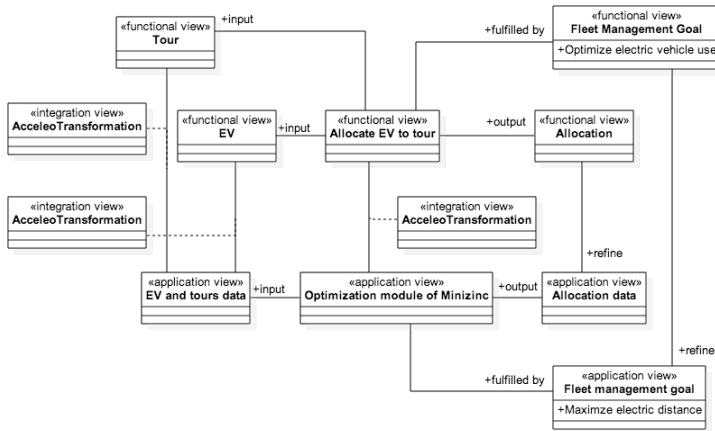 «functional view»
Tour
+input
«functional view»
Fleet Management Goal
+Optimize electric vehicle use
+fulfilled by
«integration view»
AcceleoTransformation
«functional view»
EV
+input
«functional view»
Allocate EV to tour
+output
«functional view»
Allocation
«integration view»
AcceleoTransformation
«integration view»
AcceleoTransformation
+refine
«application view»
EV and tours data
+input
«application view»
Optimization module of Minizinc
+output
«application view»
Allocation data
+refine
+fulfilled by
«application view»
Fleet management goal
+Maximze electric distance